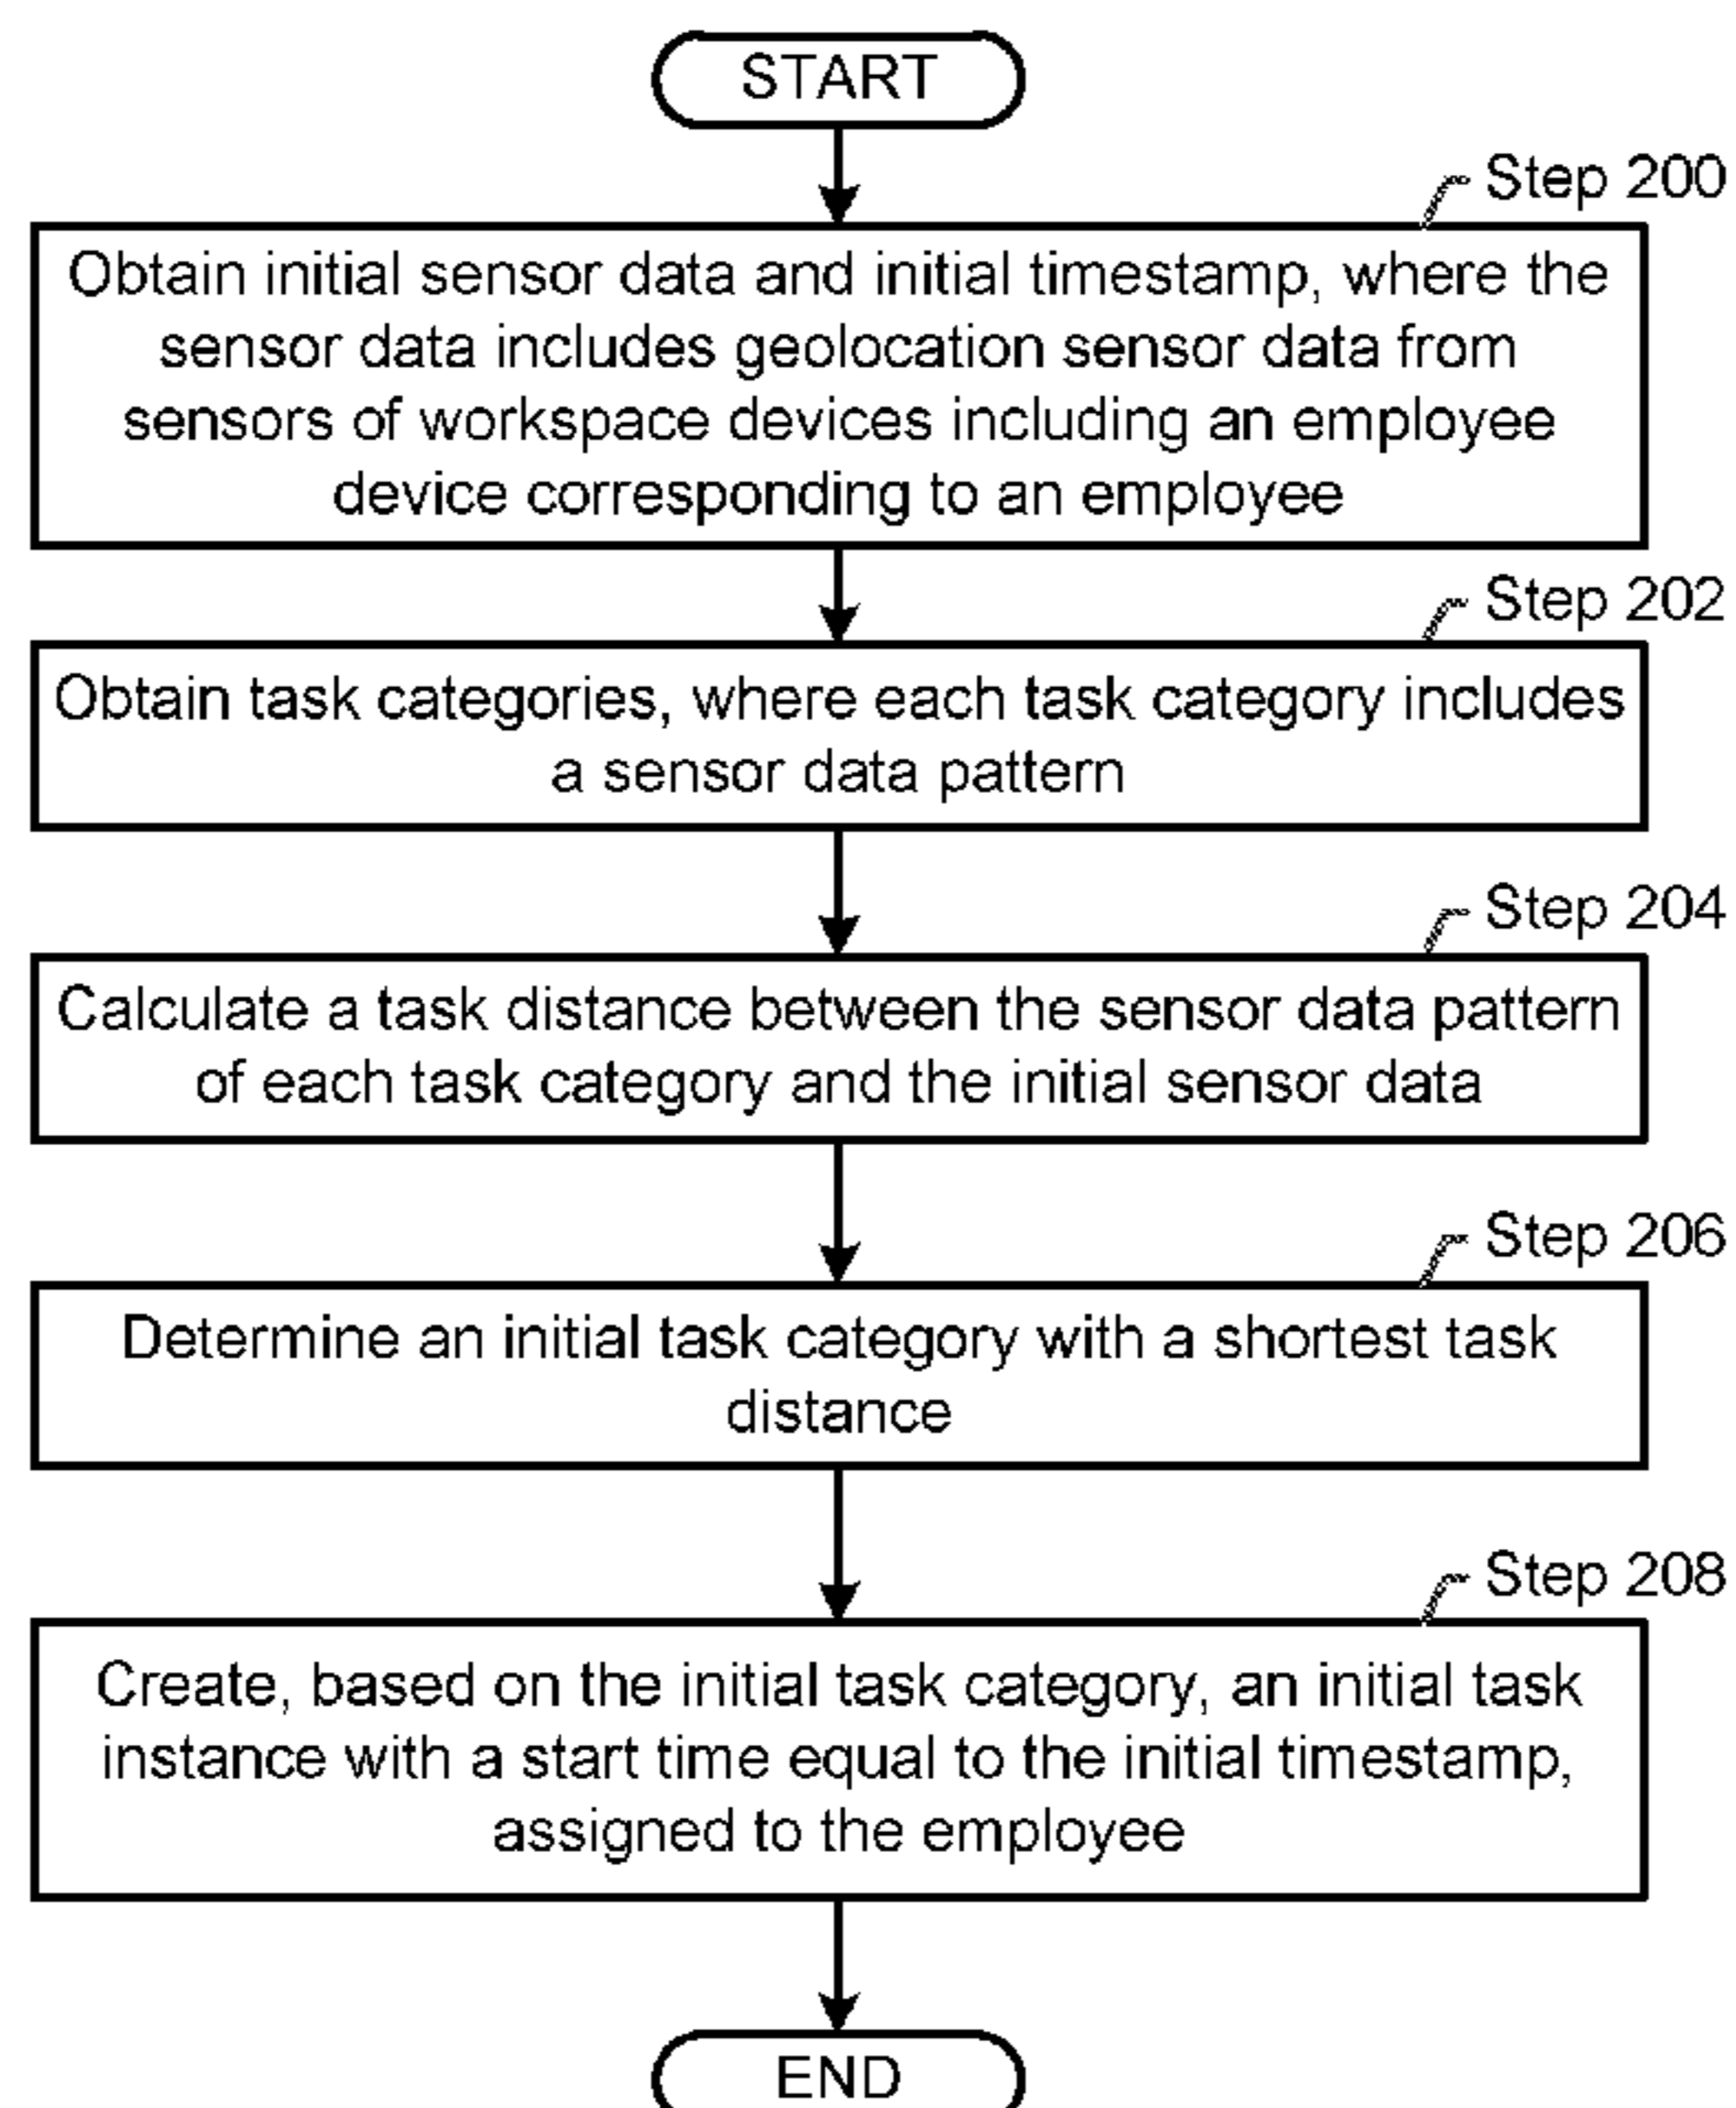 START
Step 200
Obtain initial sensor data and initial timestamp, where the
sensor data includes geolocation sensor data from
sensors of workspace devices including an employee
device corresponding to an employee
Step 202
Obtain task categories, where each task category includes
a sensor data pattern
Step 204
Calculate a task distance between the sensor data pattern
of each task category and the initial sensor data
Step 206
Determine an initial task category with a shortest task
distance
Step 208
Create, based on the initial task category, an initial task
instance with a start time equal to the initial timestamp,
assigned to the employee
END